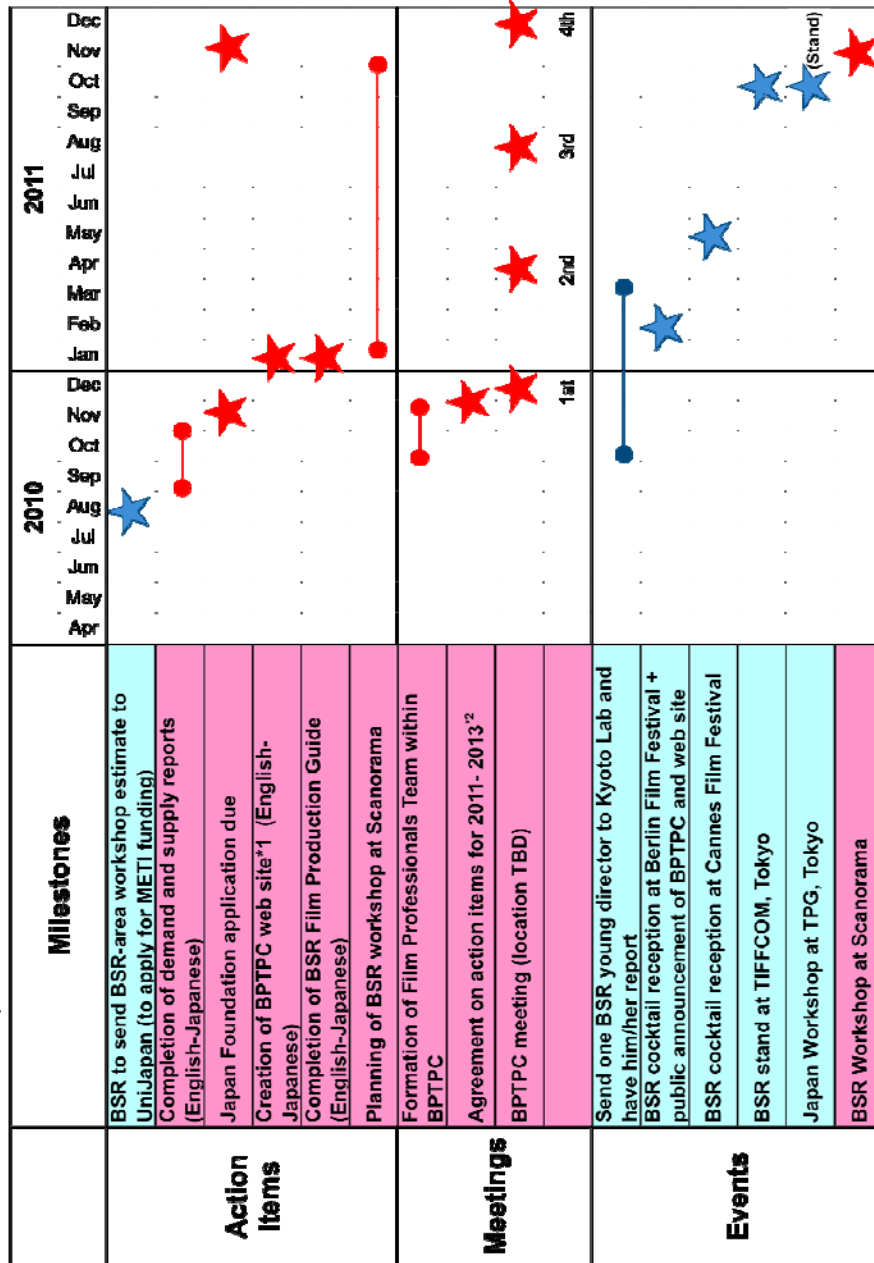 Milestones
2010
2011
Apr May Jun Jul Aug Sep Oct Nov Dec Jan Feb Mar Apr May Jun Jul Aug Sep Oct Nov Dec
Action
Items
BSR to send BSR-area workshop estimate to
UniJapan (to apply for METI funding)
Completion of demand and supply reports
(English-Japanese)
Japan Foundation application due
Creation of BPTPC web site*1 (English-
Japanese)
Completion of BSR Film Production Guide
(English-Japanese)
Planning of BSR workshop at Scanorama
Meetings
Formation of Film Professionals Team within
BPTPC
Agreement on action items for 2011- 2013*2
BPTPC meeting (location TBD)
1st 2nd 3rd 4th
Events
Send one BSR young director to Kyoto Lab and
have him/her report
BSR cocktail reception at Berlin Film Festival +
public announcement of BPTPC and web site
BSR cocktail reception at Cannes Film Festival
BSR stand at TIFFCOM, Tokyo
Japan Workshop at TPG, Tokyo
(Stand)
BSR Workshop at Scanorama